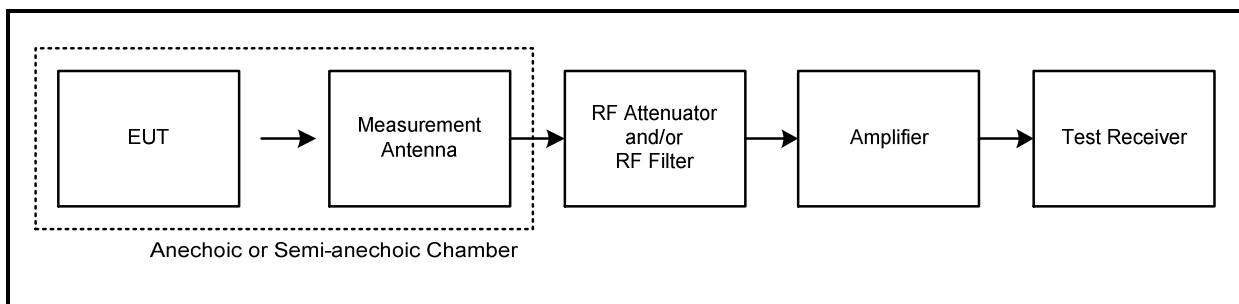 EUT
Measurement
Antenna
RF Attenuator
and/or
RF Filter
Amplifier
Test Receiver
Anechoic or Semi-anechoic Chamber